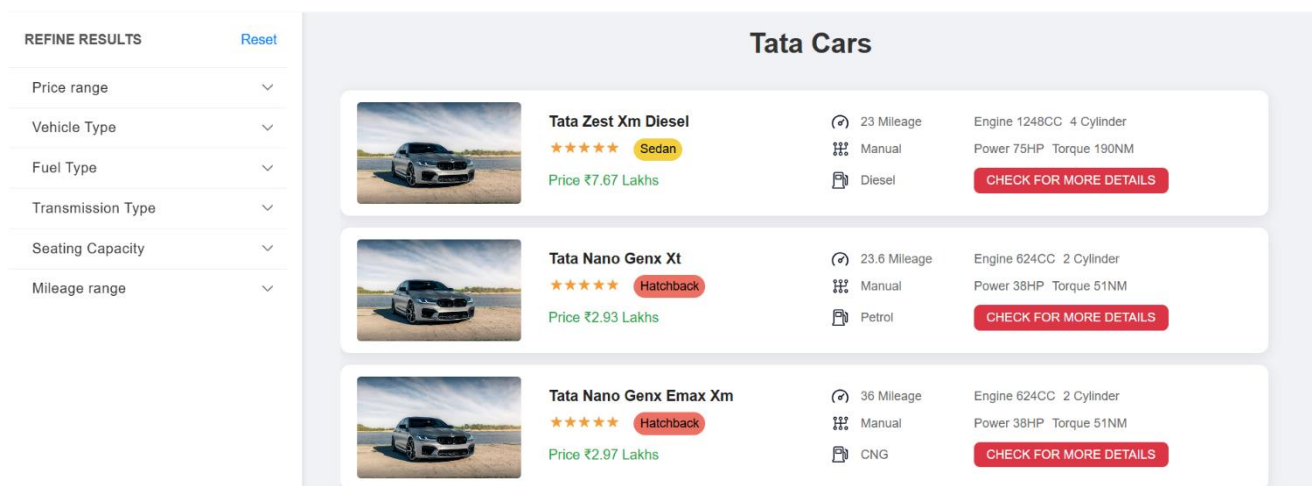 REFINE RESULTS Reset
Price range
Vehicle Type
Fuel Type
Transmission Type
Seating Capacity
Mileage range
Tata Cars
Tata Zest Xm Diesel
Sedan
Price ₹7.67 Lakhs
23 Mileage
Manual
Diesel
Engine 1248CC 4 Cylinder
Power 75HP Torque 190NM
CHECK FOR MORE DETAILS
Tata Nano Genx Xt
Hatchback
Price ₹2.93 Lakhs
23.6 Mileage
Manual
Petrol
Engine 624CC 2 Cylinder
Power 38HP Torque 51NM
CHECK FOR MORE DETAILS
Tata Nano Genx Emax Xm
Hatchback
Price ₹2.97 Lakhs
36 Mileage
Manual
CNG
Engine 624CC 2 Cylinder
Power 38HP Torque 51NM
CHECK FOR MORE DETAILS